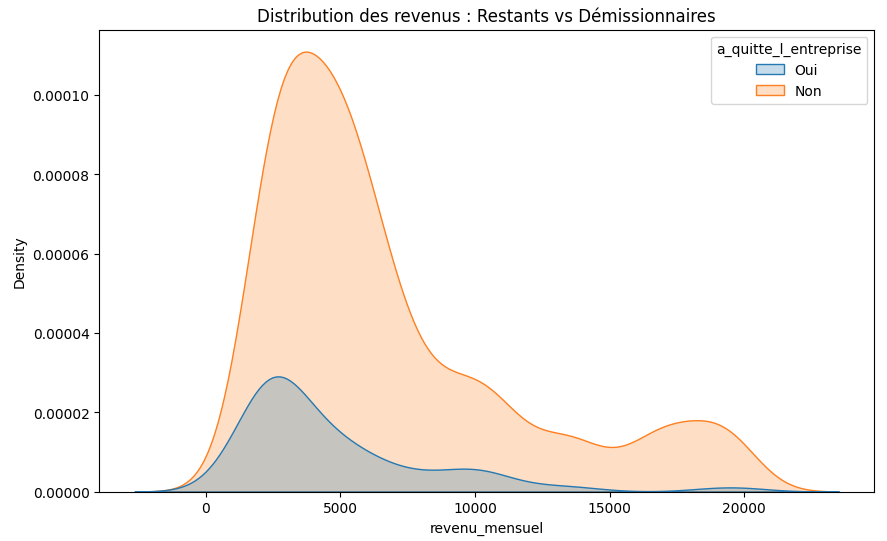 Distribution des revenus : Restants vs Démissionnaires
a_quitte_l_entreprise
Oui
Non
0.00010
0.00008
0.00006
0.00004
0.00002
0.00000
Density
0 5000 10000 15000 20000
revenu_mensuel